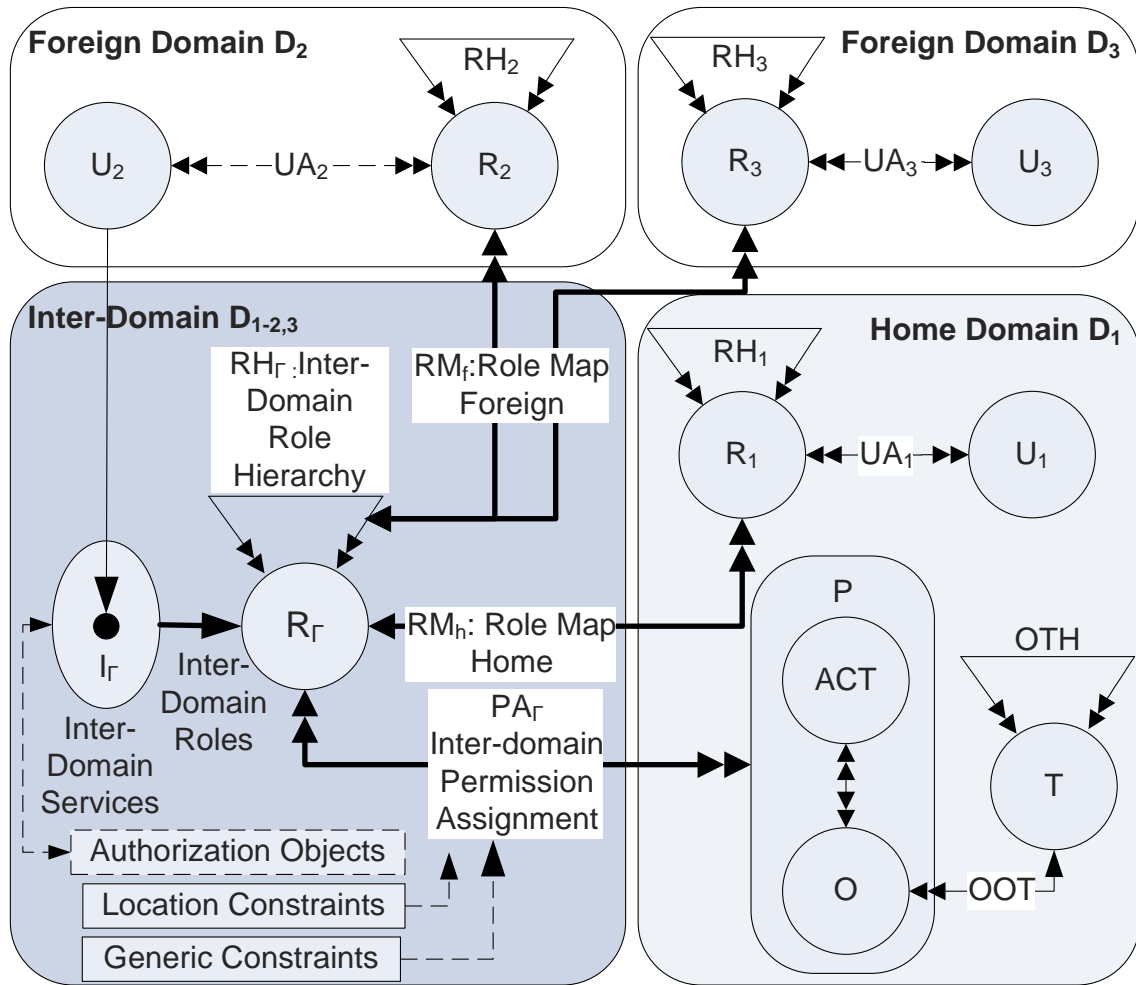 Foreign Domain D₂
RH₂
U₂
UA₂
R₂
Foreign Domain D₃
RH₃
R₃
UA₃
U₃
Inter-Domain D₁₋₂,₃
RH_Γ :Inter-
Domain
Role
Hierarchy
RM_f:Role Map
Foreign
I_Γ
Inter-
Domain
Services
R_Γ
Inter-
Domain
Roles
RM_h: Role Map
Home
PA_Γ
Inter-domain
Permission
Assignment
Authorization Objects
Location Constraints
Generic Constraints
Home Domain D₁
RH₁
R₁
UA₁
U₁
P
ACT
O
OTH
T
OOT